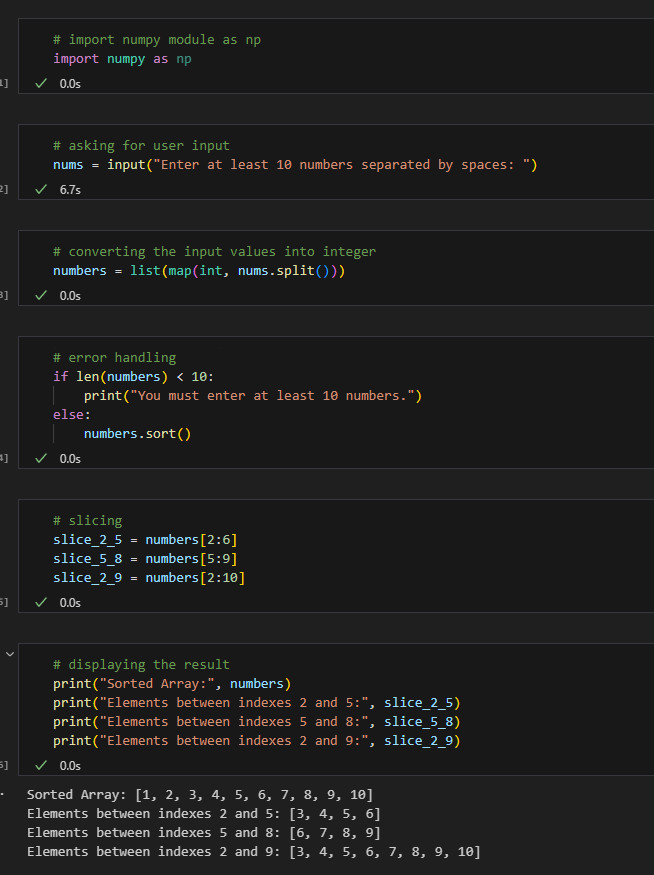 # import numpy module as np
import numpy as np
0.0s
# asking for user input
nums = input("Enter at least 10 numbers separated by spaces: ")
2]
6.7s
# converting the input values into integer
numbers = list(map(int, nums.split()))
3]
0.0s
# error handling
if len(numbers) < 10:
print("You must enter at least 10 numbers.")
else:
numbers.sort()
4]
0.0s
# slicing
slice_2_5 = numbers[2:6]
slice_5_8 = numbers[5:9]
slice_2_9 = numbers[2:10]
0.0s
# displaying the result
print("Sorted Array:", numbers)
print("Elements between indexes 2 and 5:", slice_2_5)
print("Elements between indexes 5 and 8:", slice_5_8)
print("Elements between indexes 2 and 9:", slice_2_9)
0.0s
Sorted Array: [1, 2, 3, 4, 5, 6, 7, 8, 9, 10]
Elements between indexes 2 and 5: [3, 4, 5, 6]
Elements between indexes 5 and 8: [6, 7, 8, 9]
Elements between indexes 2 and 9: [3, 4, 5, 6, 7, 8, 9, 10]